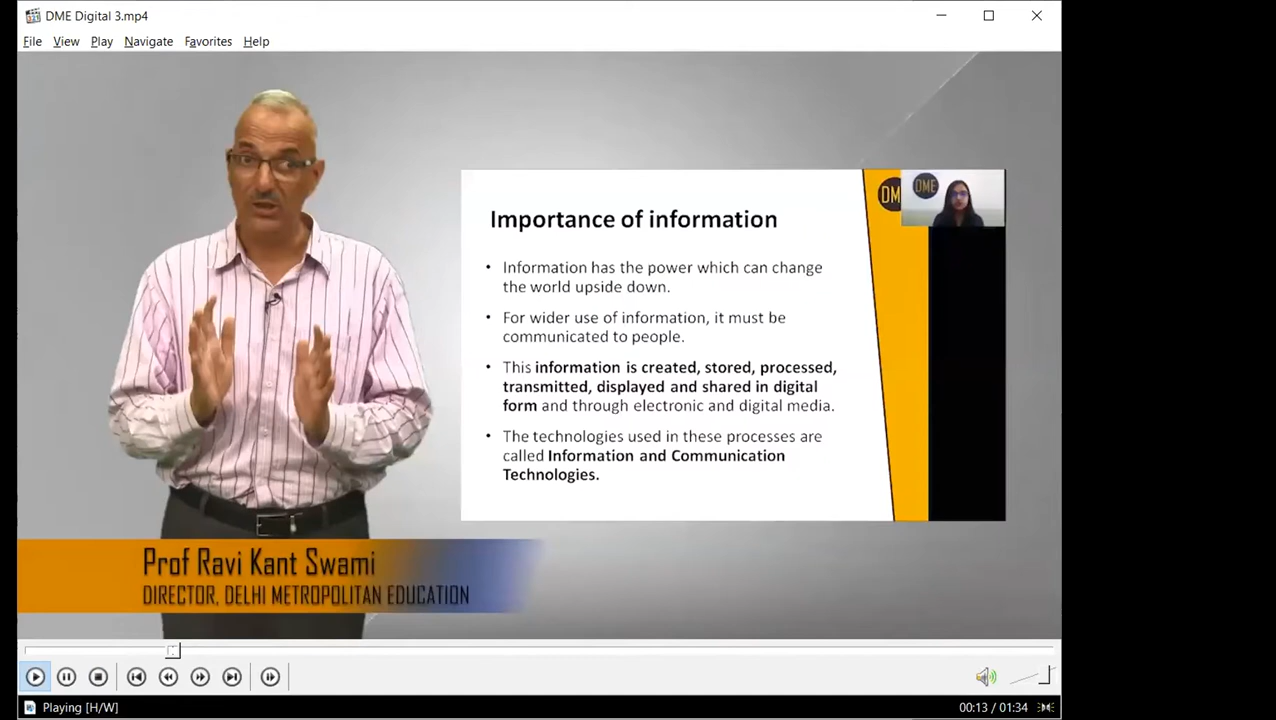 DME Digital 3.mp4
File View Play Navigate Favorites Help
DM
DME
Importance of information
• Information has the power which can change
the world upside down.
• For wider use of information, it must be
communicated to people.
• This information is created, stored, processed,
transmitted, displayed and shared in digital
form and through electronic and digital media.
• The technologies used in these processes are
called Information and Communication
Technologies.
Prof Ravi Kant Swami
DIRECTOR, DELHI METROPOLITAN EDUCATION
Playing [H/W]
00:13 / 01:34